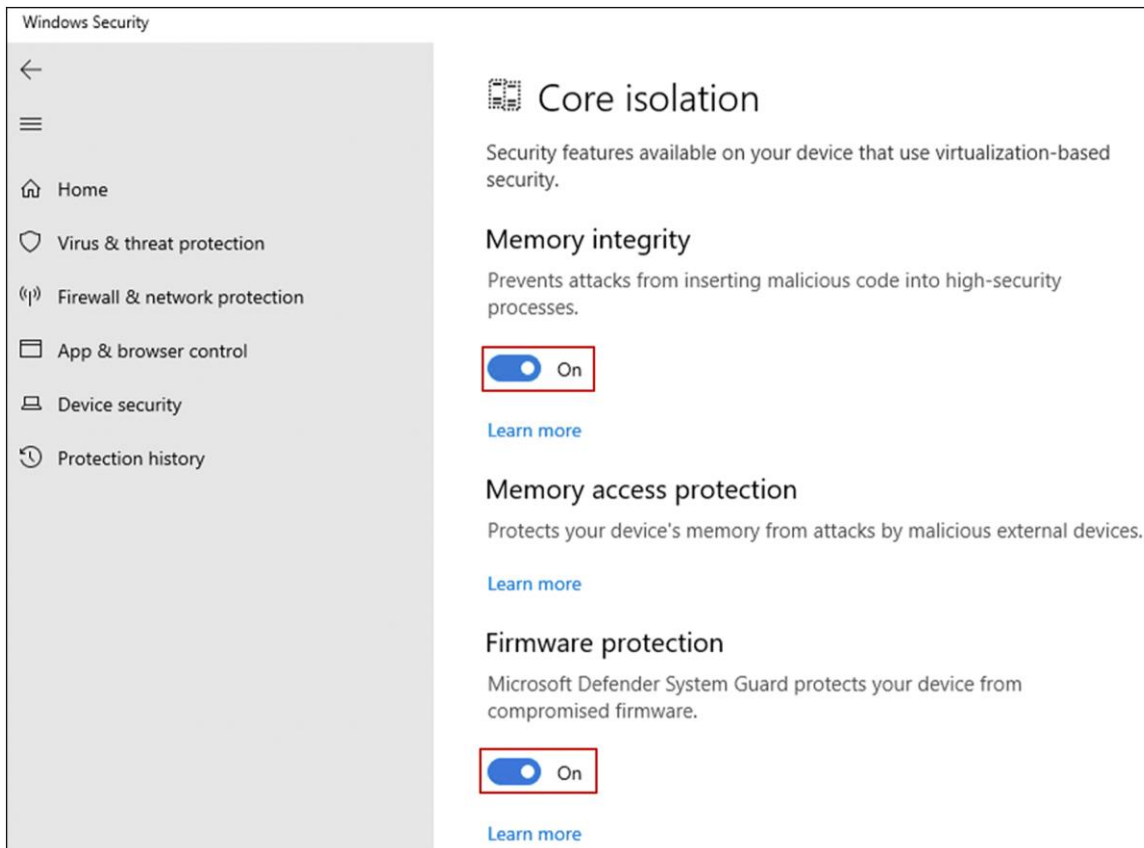 Windows Security
Home
Virus & threat protection
Firewall & network protection
App & browser control
Device security
Protection history
Core isolation
Security features available on your device that use virtualization-based
security.
Memory integrity
Prevents attacks from inserting malicious code into high-security
processes.
On
Learn more
Memory access protection
Protects your device's memory from attacks by malicious external devices.
Learn more
Firmware protection
Microsoft Defender System Guard protects your device from
compromised firmware.
On
Learn more